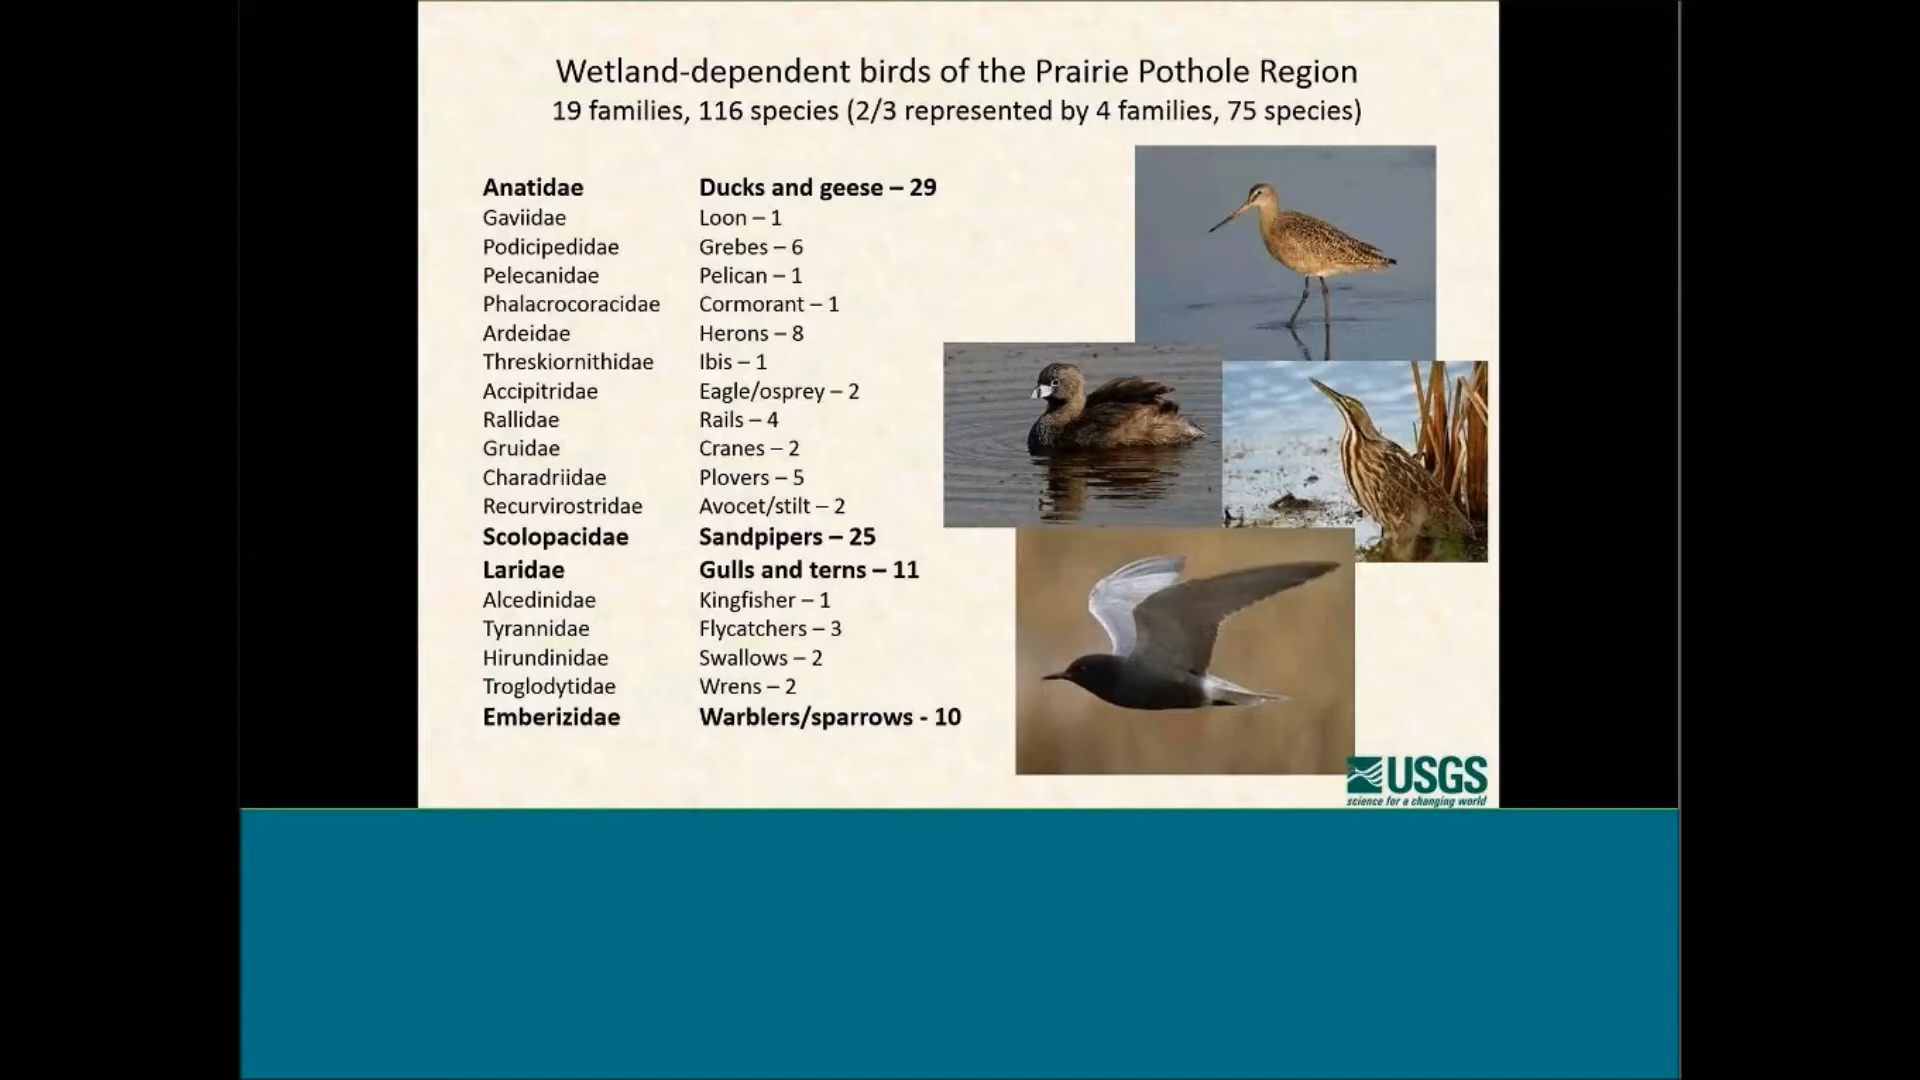 Wetland-dependent birds of the Prairie Pothole Region
19 families, 116 species (2/3 represented by 4 families, 75 species)
Anatidae Ducks and geese – 29
Gaviidae Loon – 1
Podicipedidae Grebes – 6
Pelecanidae Pelican – 1
Phalacrocoracidae Cormorant – 1
Ardeidae Herons – 8
Threskiornithidae Ibis – 1
Accipitridae Eagle/osprey – 2
Rallidae Rails – 4
Gruidae Cranes – 2
Charadriidae Plovers – 5
Recurvirostridae Avocet/stilt – 2
Scolopacidae Sandpipers – 25
Laridae Gulls and terns – 11
Alcedinidae Kingfisher – 1
Tyrannidae Flycatchers – 3
Hirundinidae Swallows – 2
Troglodytidae Wrens – 2
Emberizidae Warblers/sparrows - 10
USGS
science for a changing world